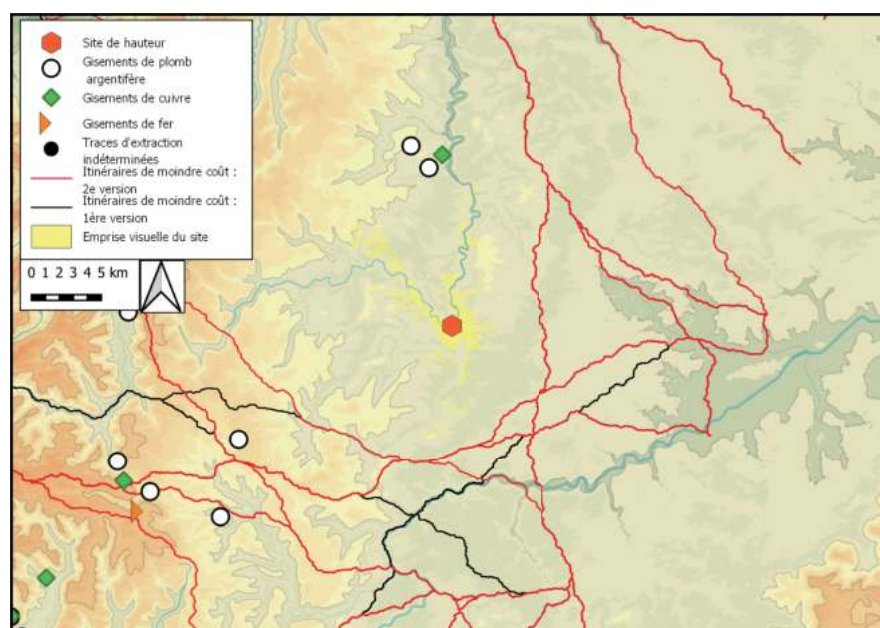 Site de hauteur
Gisements de plomb
argentifère
Gisements de cuivre
Gisements de fer
Traces d'extraction
indéterminées
Itinéraires de moindre coût :
2e version
Itinéraires de moindre coût :
1ère version
Emprise visuelle du site
0 1 2 3 4 5 km